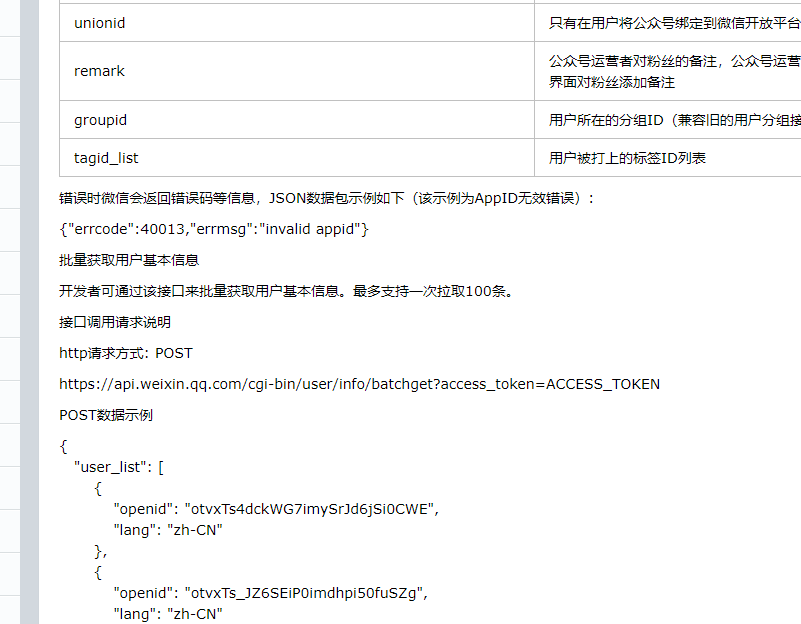 unionid
只有在用户将公众号绑定到微信开放平台
remark
公众号运营者对粉丝的备注，公众号运营
界面对粉丝添加备注
groupid
用户所在的分组ID（兼容旧的用户分组接
tagid_list
用户被打上的标签ID列表
错误时微信会返回错误码等信息，JSON数据包示例如下（该示例为AppID无效错误）：
{"errcode":40013,"errmsg":"invalid appid"}
批量获取用户基本信息
开发者可通过该接口来批量获取用户基本信息。最多支持一次拉取100条。
接口调用请求说明
http请求方式：POST
https://api.weixin.qq.com/cgi-bin/user/info/batchget?access_token=ACCESS_TOKEN
POST数据示例
{
"user_list": [
{
"openid": "otvxTs4dckWG7imySrJd6jSi0CWE",
"lang": "zh-CN"
},
{
"openid": "otvxTs_JZ6SEiP0imdhpi50fuSZg",
"lang": "zh-CN"